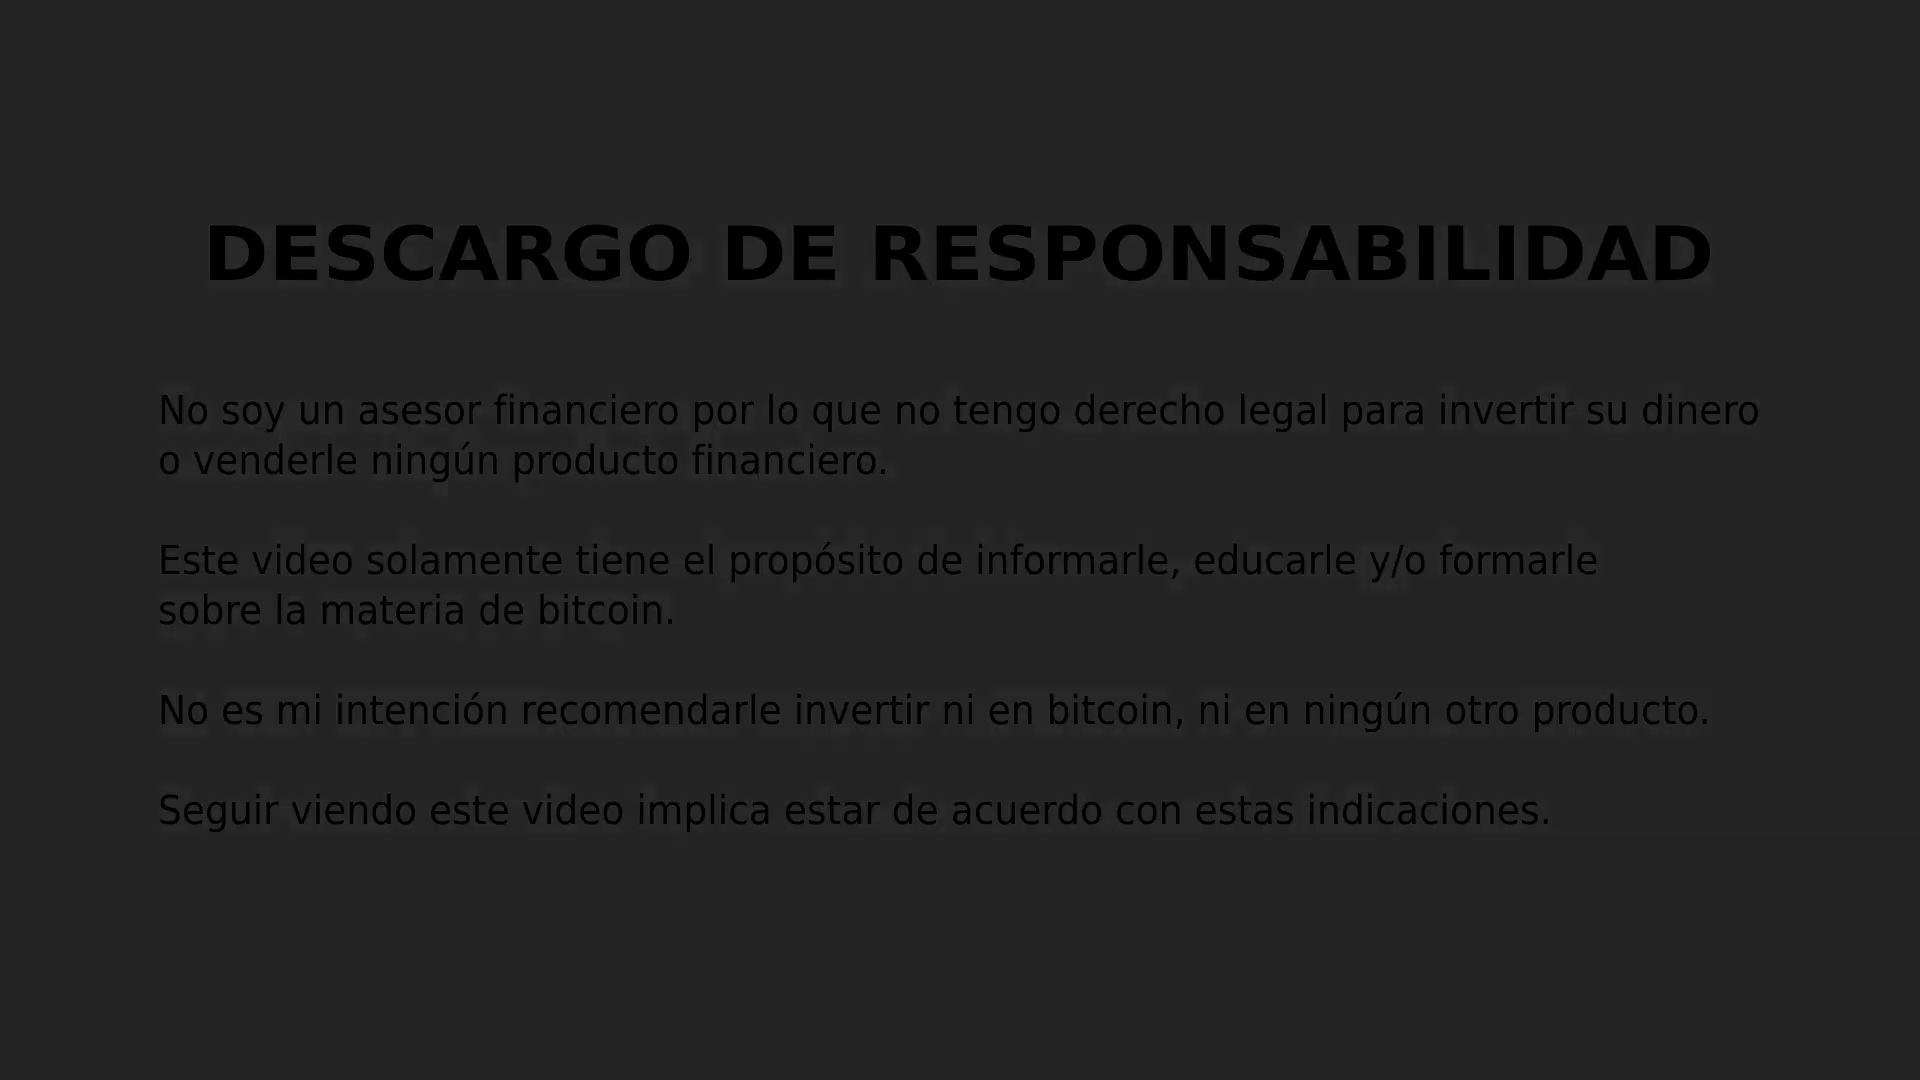 DESCARGO DE RESPONSABILIDAD
No soy un asesor financiero por lo que no tengo derecho legal para invertir su dinero
o venderle ningún producto financiero.
Este video solamente tiene el propósito de informarle, educarle y/o formarle
sobre la materia de bitcoin.
No es mi intención recomendarle invertir ni en bitcoin, ni en ningún otro producto.
Seguir viendo este video implica estar de acuerdo con estas indicaciones.